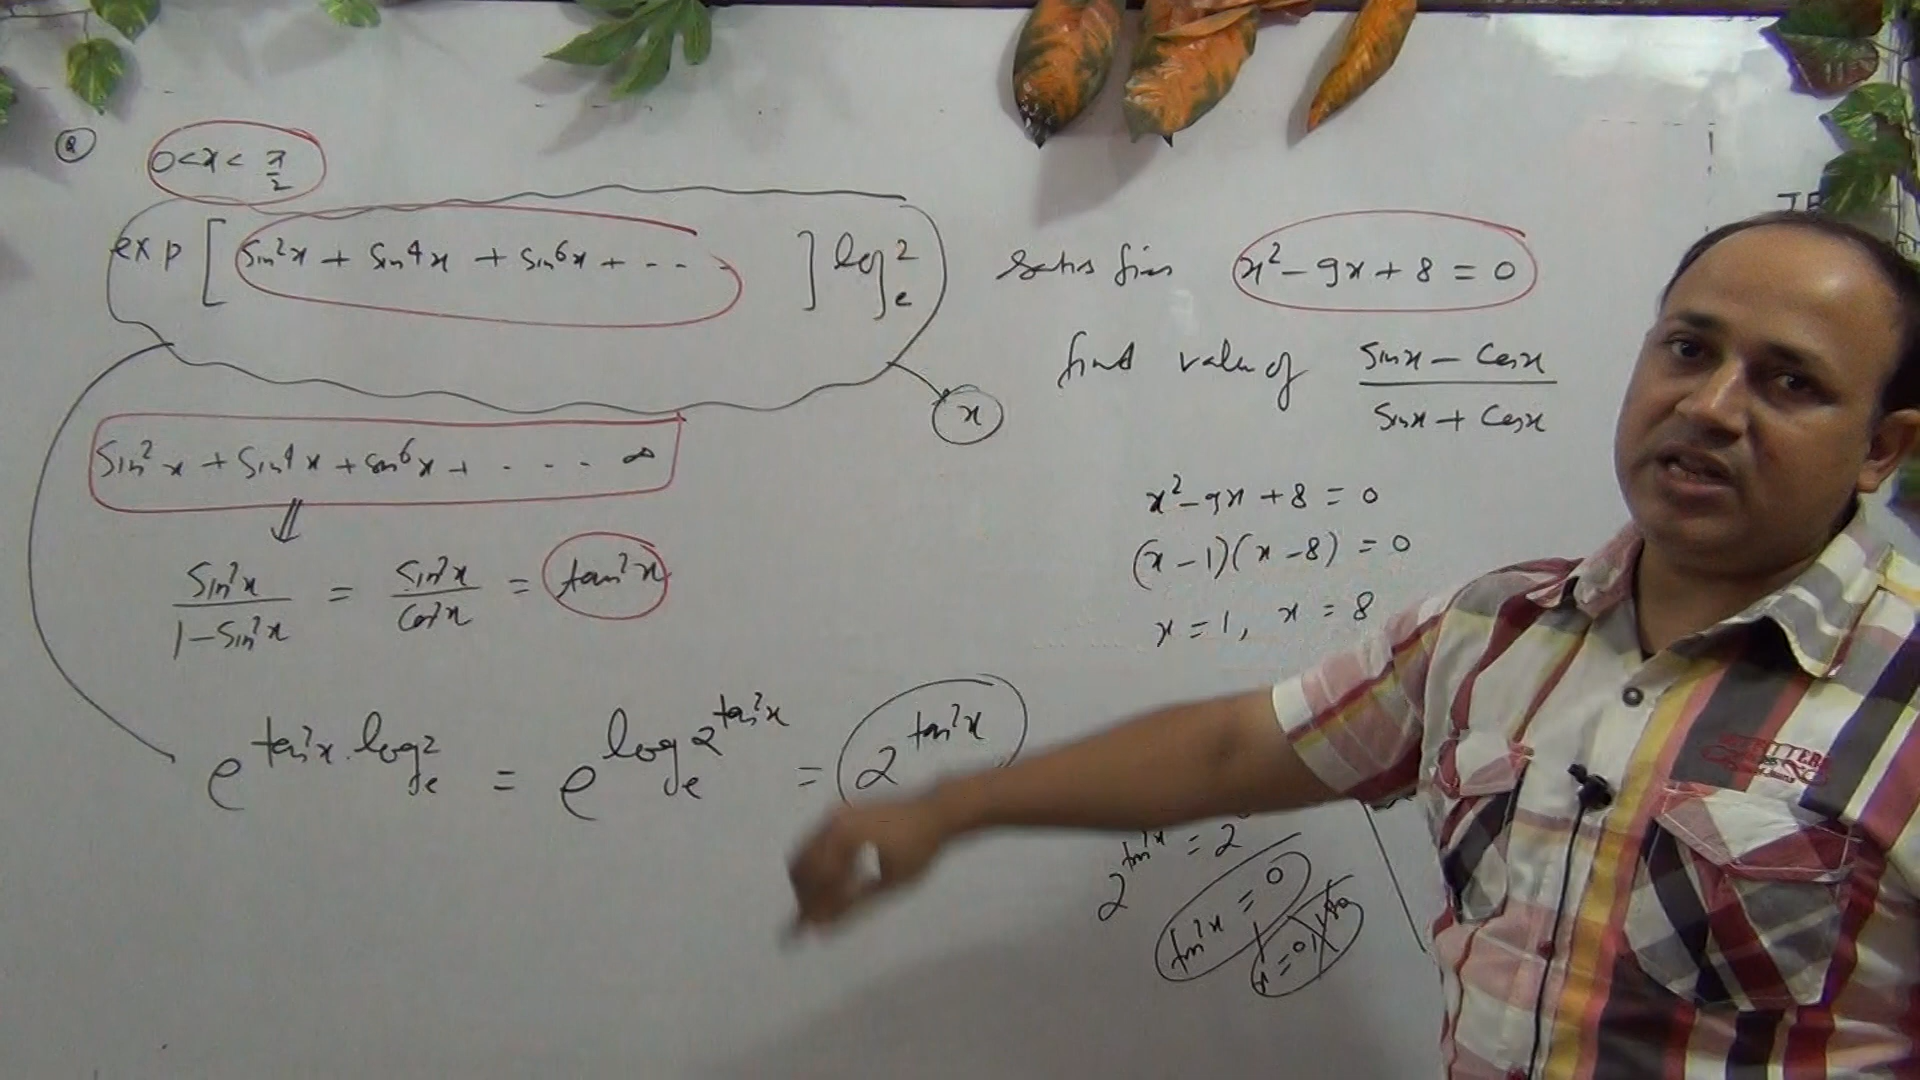 Q
0 < x < π/2
exp [ Sin²x + Sin⁴x + Sin⁶x + - - - ] log_e 2 Satisfies x² - 9x + 8 = 0
find value of (Sinx - Cosx)/(Sinx + Cosx)
x
Sin²x + Sin⁴x + Sin⁶x + . - - - ∞
Sin²x/(1 - Sin²x) = Sin²x/Cos²x = tan²x
x² - 9x + 8 = 0
(x - 1)(x - 8) = 0
x = 1, x = 8
e^(tan²x . log_e 2) = e^(log_e 2^(tan²x)) = 2^(tan²x)
2^(tan²x) = 2
tan²x = 0
x = 0,